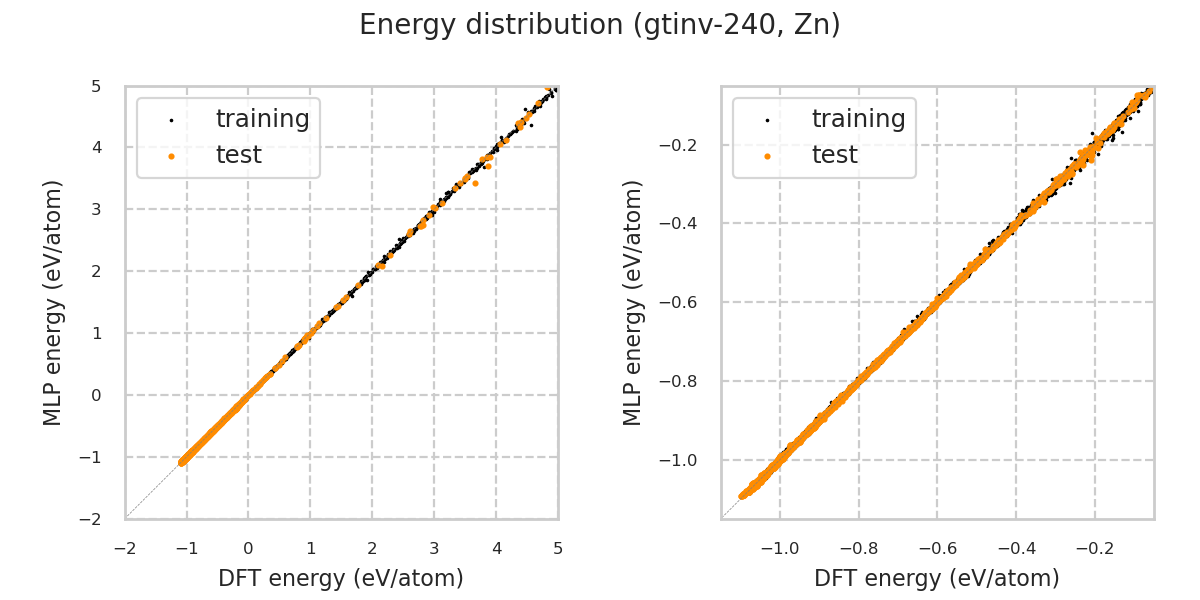 Energy distribution (gtinv-240, Zn)
training
test
5
4
3
2
1
0
−1
−2
−2
−1
0
1
2
3
4
5
MLP energy (eV/atom)
DFT energy (eV/atom)
training
test
−0.2
−0.4
−0.6
−0.8
−1.0
−1.0
−0.8
−0.6
−0.4
−0.2
MLP energy (eV/atom)
DFT energy (eV/atom)